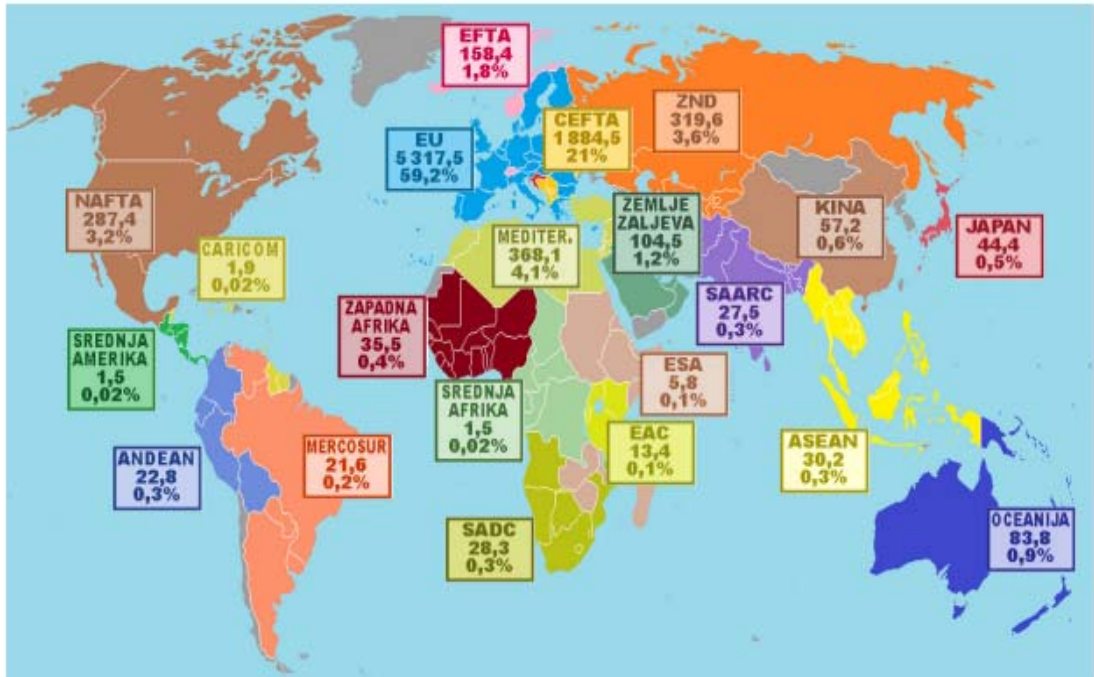 EFTA
158,4
1,8%
ZND
319,6
3,6%
CEFTA
1 884,5
21%
EU
5 317,5
59,2%
NAFTA
287,4
3,2%
CARICOM
1,9
0,02%
MEDITER.
368,1
4,1%
ZEMLJE
ZALJEVA
104,5
1,2%
KINA
57,2
0,6%
JAPAN
44,4
0,5%
SAARC
27,5
0,3%
ZAPADNA
AFRIKA
35,5
0,4%
SREDNJA
AMERIKA
1,5
0,02%
ESA
5,8
0,1%
SREDNJA
AFRIKA
1,5
0,02%
EAC
13,4
0,1%
ASEAN
30,2
0,3%
ANDEAN
22,8
0,3%
MERCOSUR
21,6
0,2%
SADC
28,3
0,3%
OCEANIJA
83,8
0,9%